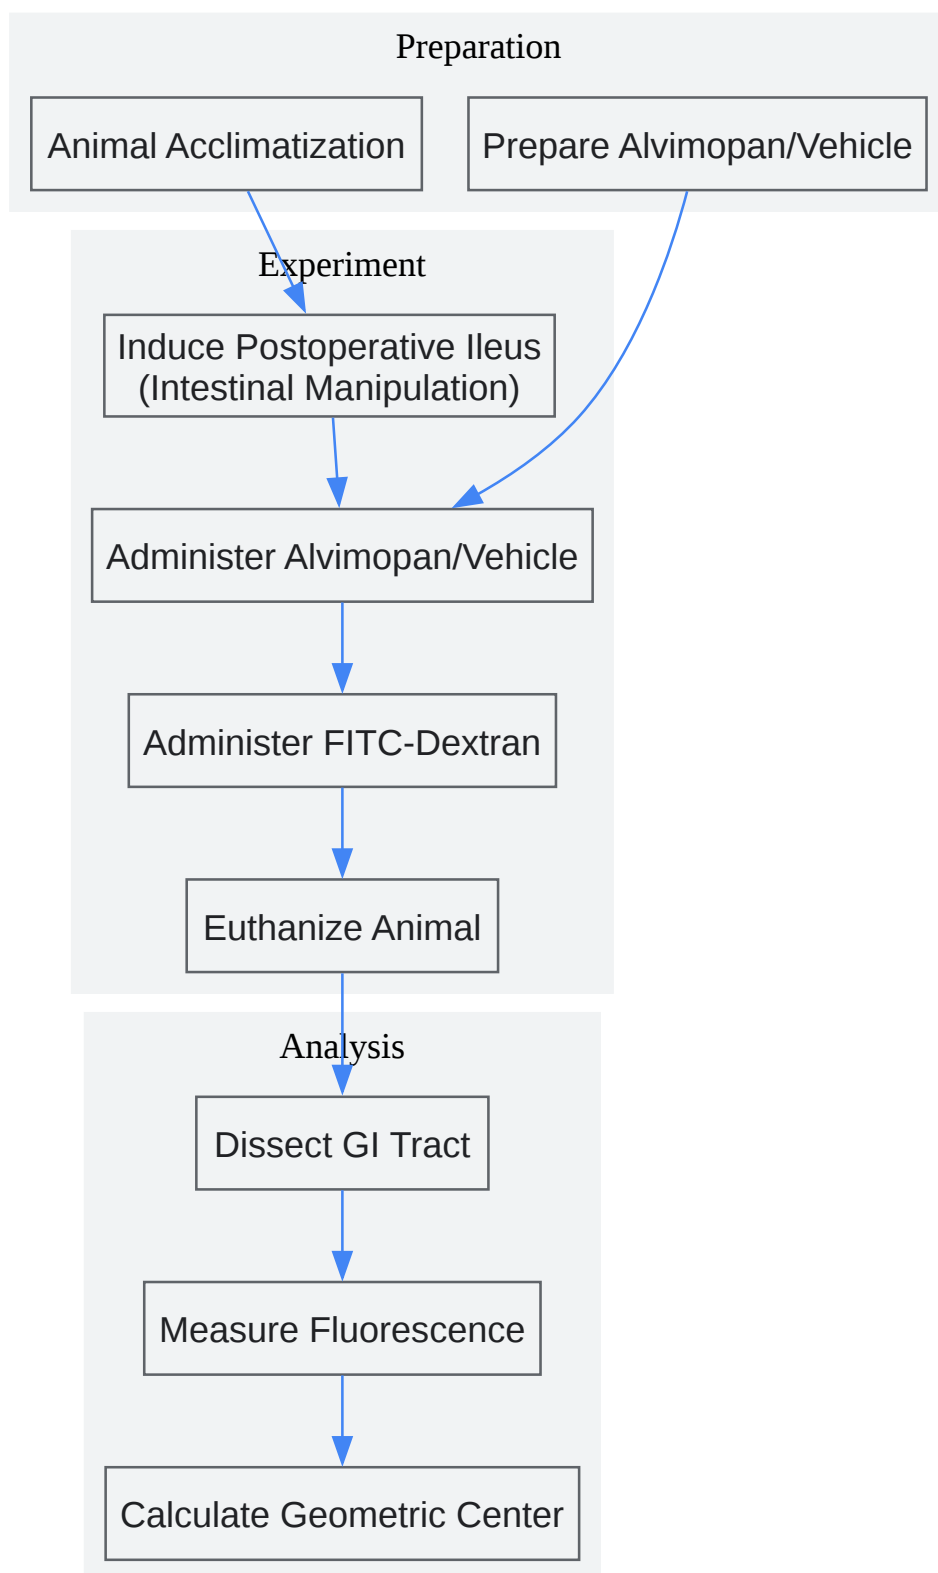 Preparation
Animal Acclimatization
Prepare Alvimopan/Vehicle
Experiment
Induce Postoperative Ileus
(Intestinal Manipulation)
Administer Alvimopan/Vehicle
Administer FITC-Dextran
Euthanize Animal
Analysis
Dissect GI Tract
Measure Fluorescence
Calculate Geometric Center